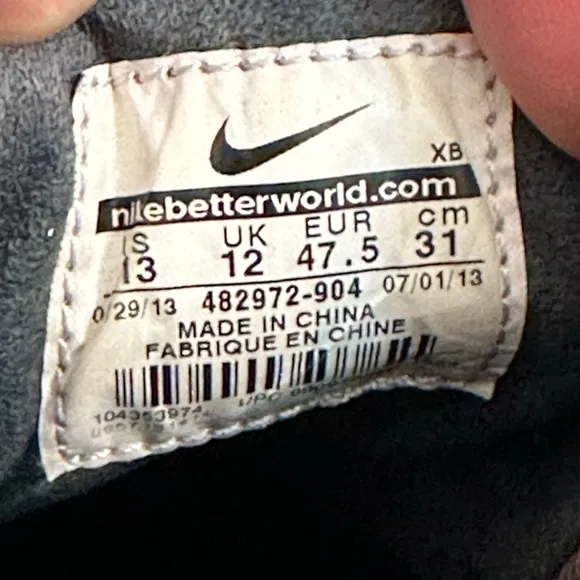 XB
nikebetterworld.com
US UK EUR cm
13 12 47.5 31
0/29/13 482972-904 07/01/13
MADE IN CHINA
FABRIQUE EN CHINE
UPC